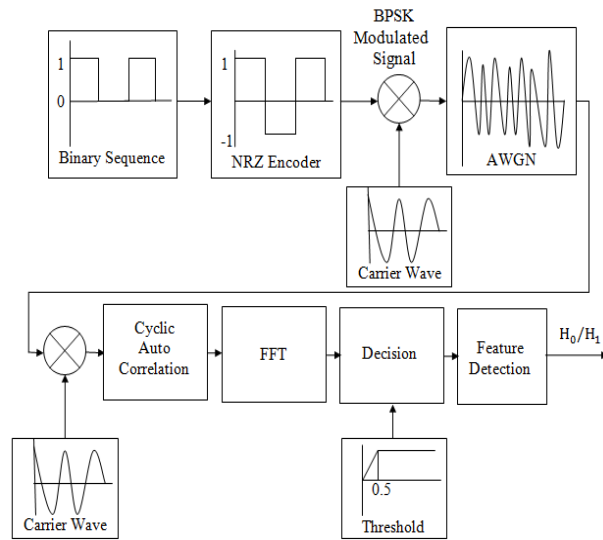 BPSK
Modulated
Signal
1
0
Binary Sequence
1
-1
NRZ Encoder
AWGN
Carrier Wave
Cyclic
Auto
Correlation
FFT
Decision
Feature
Detection
H₀/H₁
Carrier Wave
0.5
Threshold